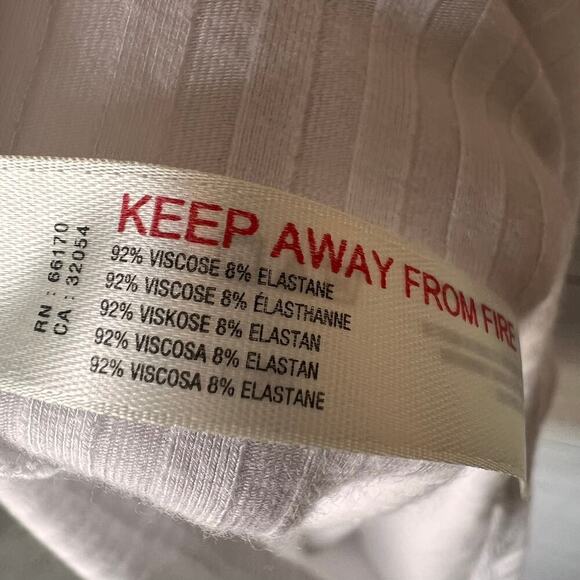 KEEP AWAY FROM FIRE
92% VISCOSE 8% ELASTANE
92% VISCOSE 8% ÉLASTHANNE
92% VISKOSE 8% ELASTAN
92% VISCOSA 8% ELASTAN
92% VISCOSA 8% ELASTANE
RN : 66170
CA : 32054